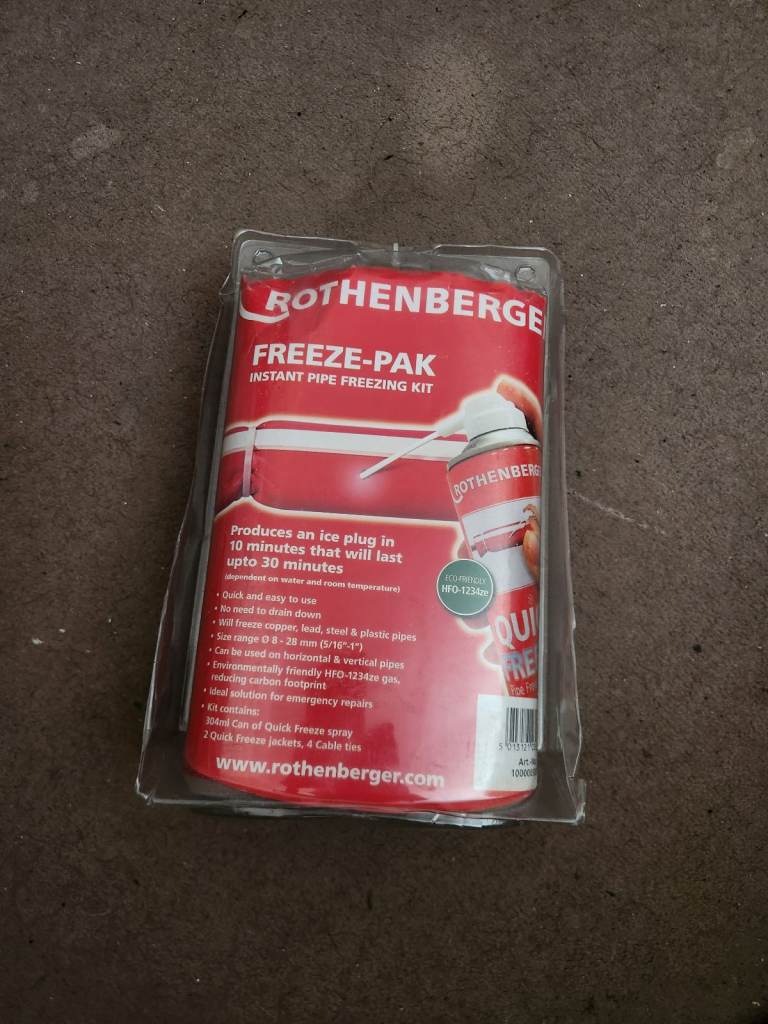 ROTHENBERGE
FREEZE-PAK
INSTANT PIPE FREEZING KIT
ROTHENBERGE
Produces an ice plug in
10 minutes that will last
upto 30 minutes
(dependent on water and room temperature)
ECO-FRIENDLY
HFO-1234ze
• Quick and easy to use
• No need to drain down
• Will freeze copper, lead, steel & plastic pipes
• Size range Ø 8 - 28 mm (5/16"-1")
• Can be used on horizontal & vertical pipes
• Environmentally friendly HFO-1234ze gas,
reducing carbon footprint
• Ideal solution for emergency repairs
• Kit contains:
304ml Can of Quick Freeze spray
2 Quick Freeze jackets, 4 Cable ties
www.rothenberger.com
QUI
FREE
Pipe